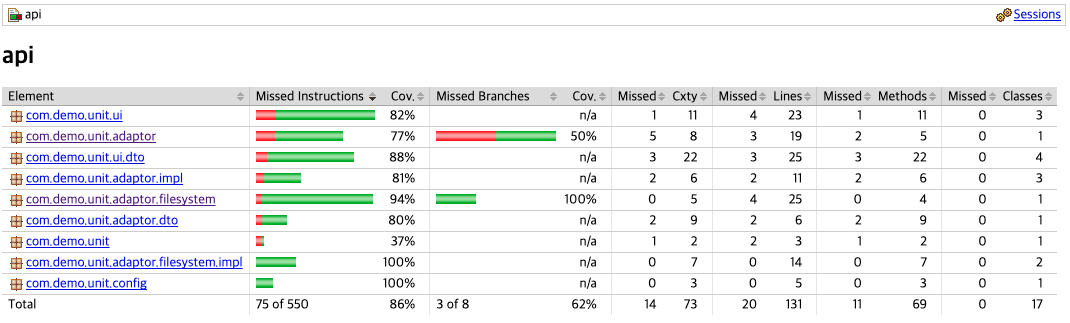 api Sessions
api
Element Missed Instructions Cov. Missed Branches Cov. Missed Cxty Missed Lines Missed Methods Missed Classes
com.demo.unit.ui 82% n/a 1 11 4 23 1 11 0 3
com.demo.unit.adaptor 77% 50% 5 8 3 19 2 5 0 1
com.demo.unit.ui.dto 88% n/a 3 22 3 25 3 22 0 4
com.demo.unit.adaptor.impl 81% n/a 2 6 2 11 2 6 0 3
com.demo.unit.adaptor.filesystem 94% 100% 0 5 4 25 0 4 0 1
com.demo.unit.adaptor.dto 80% n/a 2 9 2 6 2 9 0 1
com.demo.unit 37% n/a 1 2 2 3 1 2 0 1
com.demo.unit.adaptor.filesystem.impl 100% n/a 0 7 0 14 0 7 0 2
com.demo.unit.config 100% n/a 0 3 0 5 0 3 0 1
Total 75 of 550 86% 3 of 8 62% 14 73 20 131 11 69 0 17